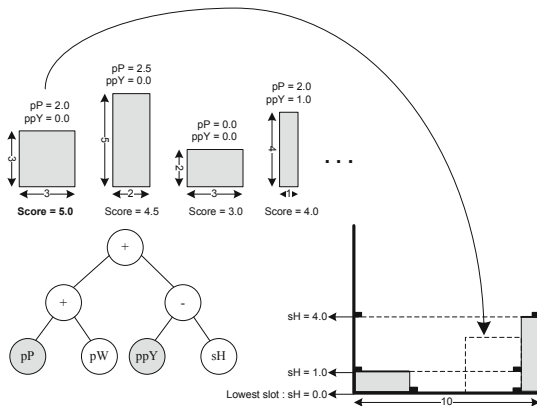 pP = 2.5
ppY = 0.0
pP = 2.0
ppY = 0.0
pP = 2.0
ppY = 1.0
pP = 0.0
ppY = 0.0
3
5
2
4
3
2
3
1
...
Score = 5.0
Score = 4.5
Score = 3.0
Score = 4.0
+
+
-
pP
pW
ppY
sH
sH = 4.0
sH = 1.0
Lowest slot : sH = 0.0
10